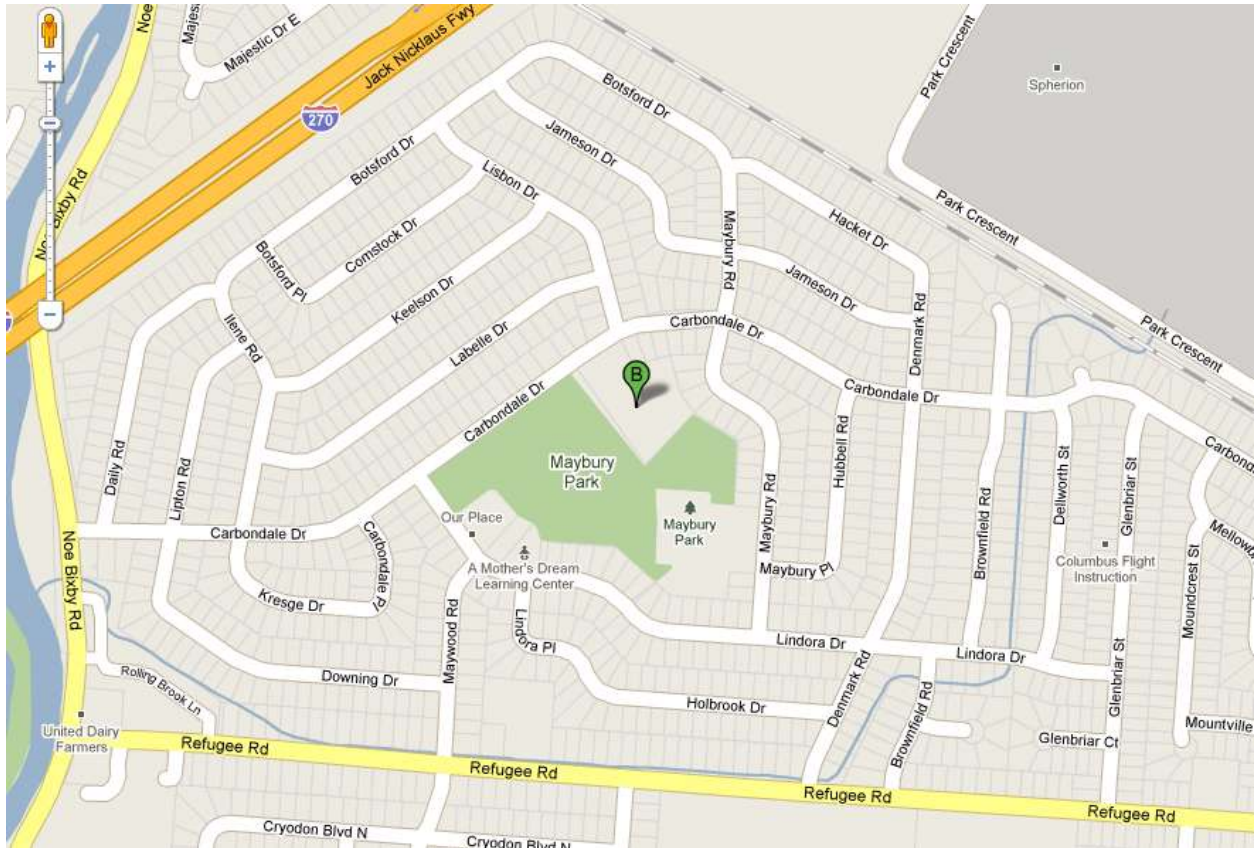 Majestic Dr E
Noe Bixby Rd
Jack Nicklaus Fwy
270
Park Crescent
Spherion
Botsford Dr
Jameson Dr
Botsford Dr
Lisbon Dr
Noe Bixby Rd
Park Crescent
Maybury Rd
Hacket Dr
Comstock Dr
Botsford Pl
Keelson Dr
Jameson Dr
Ilene Rd
Labelle Dr
Carbondale Dr
Denmark Rd
Park Crescent
B
Carbondale Dr
Carbondale Dr
Daily Rd
Lipton Rd
Hubbell Rd
Maybury
Park
Dellworth St
Glenbriar St
Brownfield Rd
Maybury Rd
Our Place
Maybury
Park
Noe Bixby Rd
Carbondale Dr
Carbondale Pl
A Mother's Dream
Learning Center
Maybury Pl
Columbus Flight
Instruction
Moundcrest St
Kresge Dr
Maywood Rd
Lindora Pl
Lindora Dr
Lindora Dr
Downing Dr
Rolling Brook Ln
Holbrook Dr
Denmark Rd
Brownfield Rd
Glenbriar St
Mountville
United Dairy
Farmers
Refugee Rd
Glenbriar Ct
Refugee Rd
Refugee Rd
Refugee Rd
Cryodon Blvd N
Cryodon Blvd N